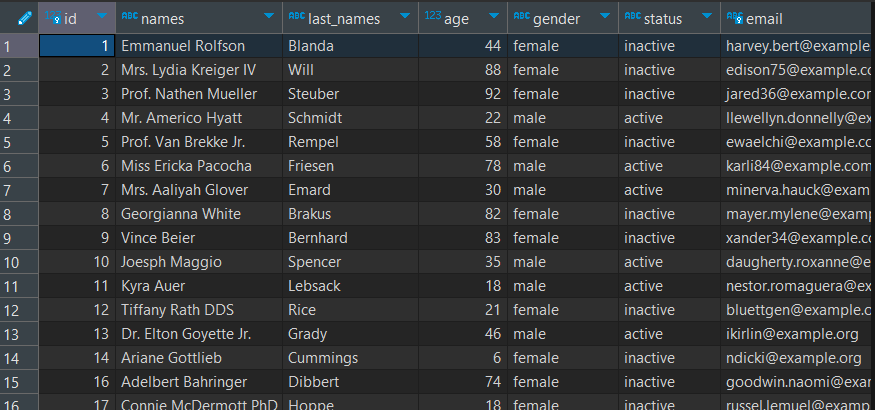 id ABC names ABC last_names 123 age ABC gender ABC status ABC email
1 1 Emmanuel Rolfson Blanda 44 female inactive harvey.bert@example
2 2 Mrs. Lydia Kreiger IV Will 88 female inactive edison75@example.co
3 3 Prof. Nathen Mueller Steuber 92 female inactive jared36@example.com
4 4 Mr. Americo Hyatt Schmidt 22 male active llewellyn.donnelly@ex
5 5 Prof. Van Brekke Jr. Rempel 58 female inactive ewaelchi@example.co
6 6 Miss Ericka Pacocha Friesen 78 male active karli84@example.com
7 7 Mrs. Aaliyah Glover Emard 30 male active minerva.hauck@exam
8 8 Georgianna White Brakus 82 female inactive mayer.mylene@examp
9 9 Vince Beier Bernhard 83 female inactive xander34@example.co
10 10 Joesph Maggio Spencer 35 male active daugherty.roxanne@e
11 11 Kyra Auer Lebsack 18 male active nestor.romaguera@ex
12 12 Tiffany Rath DDS Rice 21 female inactive bluettgen@example.o
13 13 Dr. Elton Goyette Jr. Grady 46 male active ikirlin@example.org
14 14 Ariane Gottlieb Cummings 6 female inactive ndicki@example.org
15 16 Adelbert Bahringer Dibbert 74 female inactive goodwin.naomi@exam
16 17 Connie McDermott PhD Hoppe 18 female inactive russel.lemuel@examp